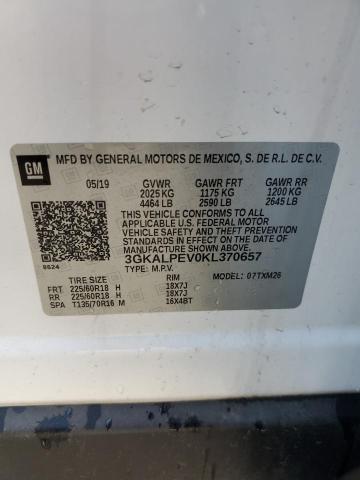 GM
MFD BY GENERAL MOTORS DE MEXICO, S. DE R.L. DE C.V.
05/19 GVWR GAWR FRT GAWR RR
2025 KG 1175 KG 1200 KG
4464 LB 2590 LB 2645 LB
THIS VEHICLE CONFORMS TO ALL
APPLICABLE U.S. FEDERAL MOTOR
VEHICLE SAFETY, BUMPER, AND THEFT
PREVENTION STANDARDS IN EFFECT ON
THE DATE OF MANUFACTURE SHOWN ABOVE.
3GKALPEV0KL370657
8624 TYPE: M.P.V. MODEL: 07TXM26
TIRE SIZE RIM
FRT 225/60R18 H 18X7J
RR 225/60R18 H 18X7J
SPA T135/70R16 M 16X4BT